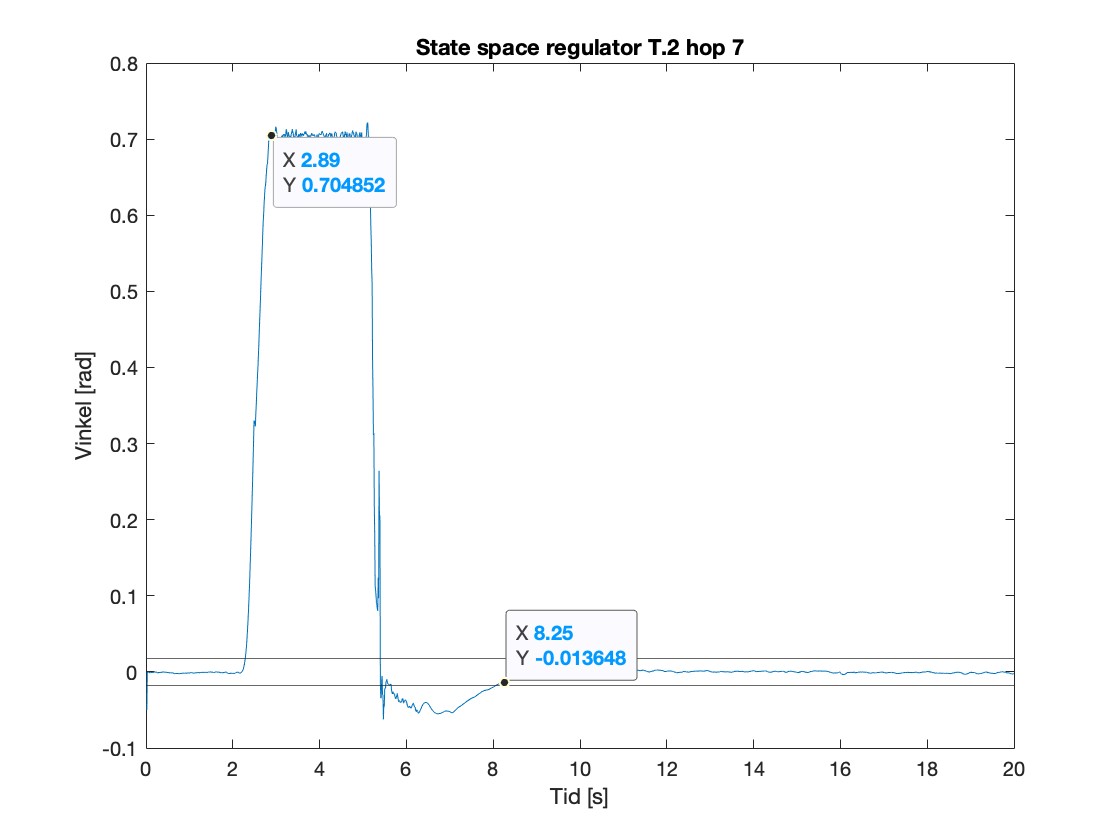 State space regulator T.2 hop 7
0.8
0.7
0.6
0.5
0.4
0.3
0.2
0.1
0
-0.1
Vinkel [rad]
X 2.89
Y 0.704852
X 8.25
Y -0.013648
0 2 4 6 8 10 12 14 16 18 20
Tid [s]